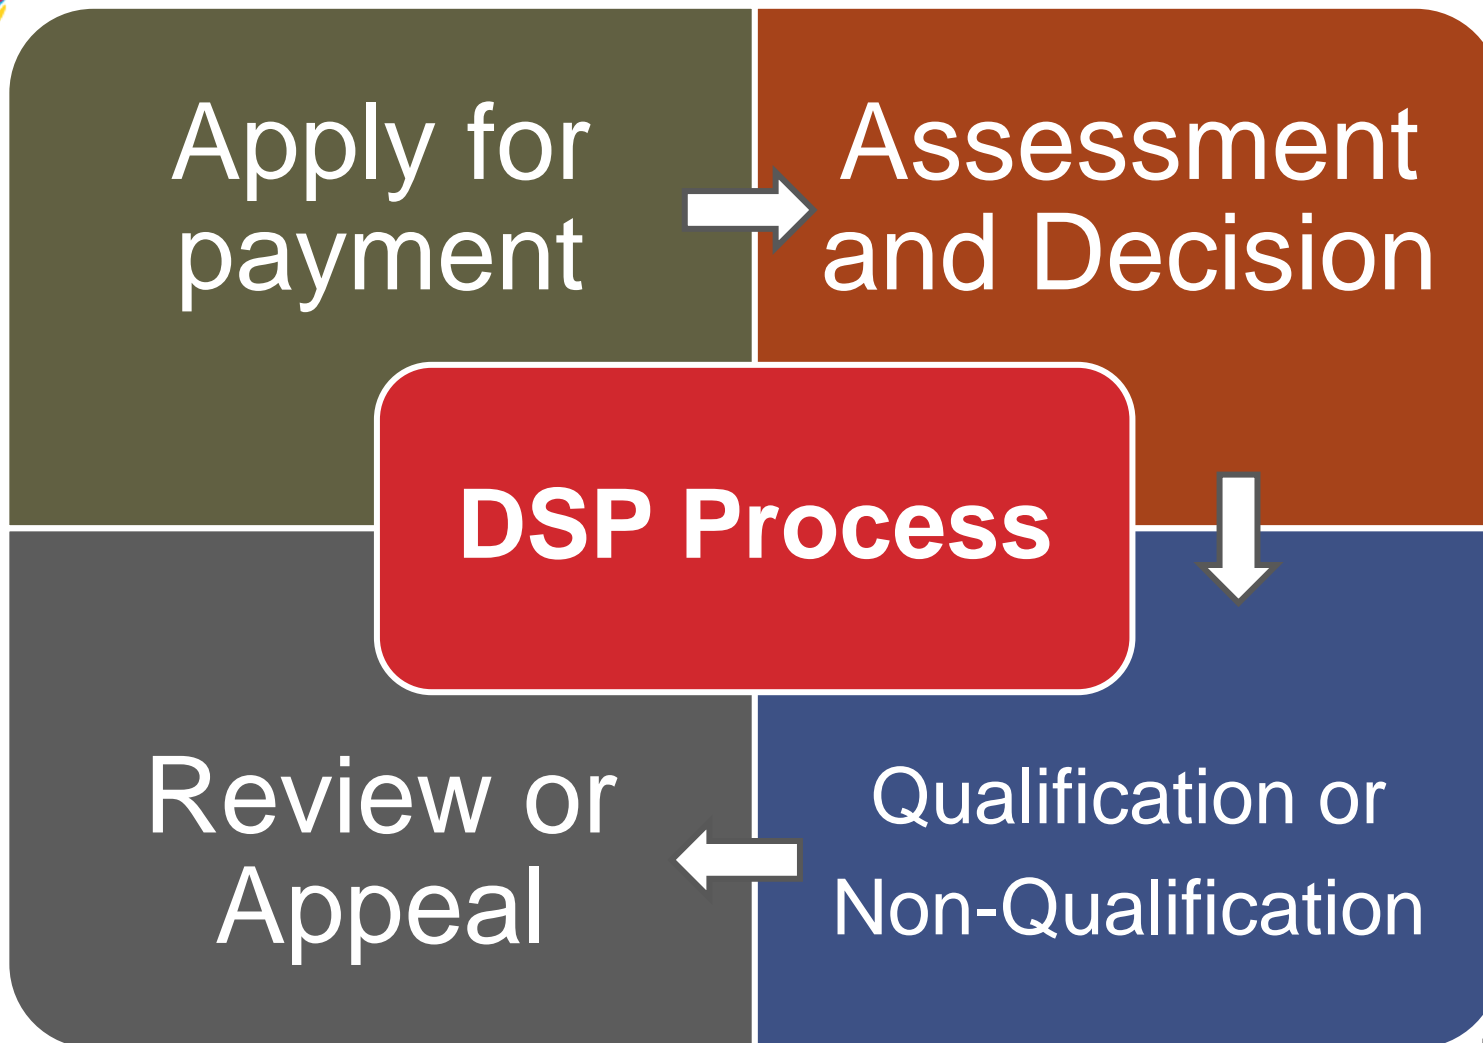 Apply for
payment
Assessment
and Decision
DSP Process
Review or
Appeal
Qualification or
Non-Qualification